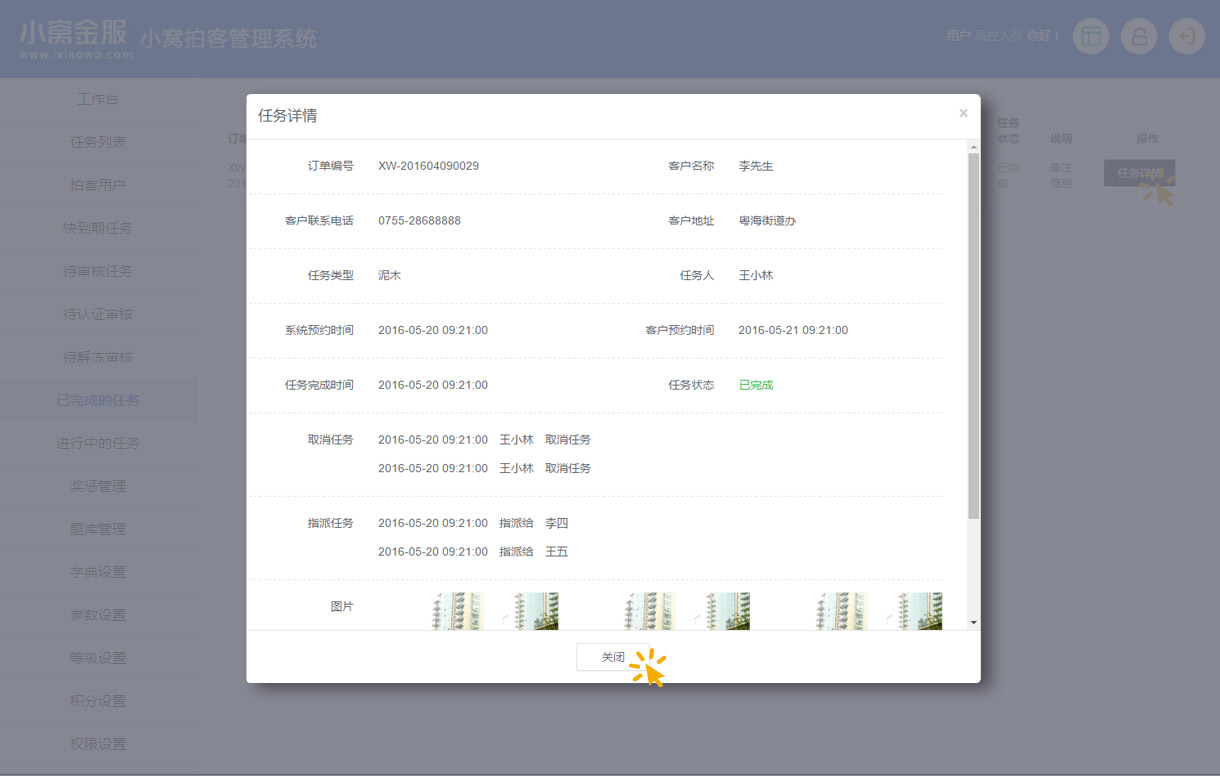 小窝金服
www.ixiaowo.com
小窝拍客管理系统
用户 风控人员 你好！
工作台
任务列表
拍客用户
快到期任务
待审核任务
待认证审核
待解冻审核
已完成的任务
进行中的任务
奖惩管理
题库管理
字典设置
参数设置
等级设置
积分设置
权限设置
任务
状态
说明
操作
已完
成
备注
信息
任务详情
任务详情
×
订单编号 XW-201604090029 客户名称 李先生
客户联系电话 0755-28688888 客户地址 粤海街道办
任务类型 泥木 任务人 王小林
系统预约时间 2016-05-20 09:21:00 客户预约时间 2016-05-21 09:21:00
任务完成时间 2016-05-20 09:21:00 任务状态 已完成
取消任务 2016-05-20 09:21:00 王小林 取消任务
2016-05-20 09:21:00 王小林 取消任务
指派任务 2016-05-20 09:21:00 指派给 李四
2016-05-20 09:21:00 指派给 王五
图片
关闭